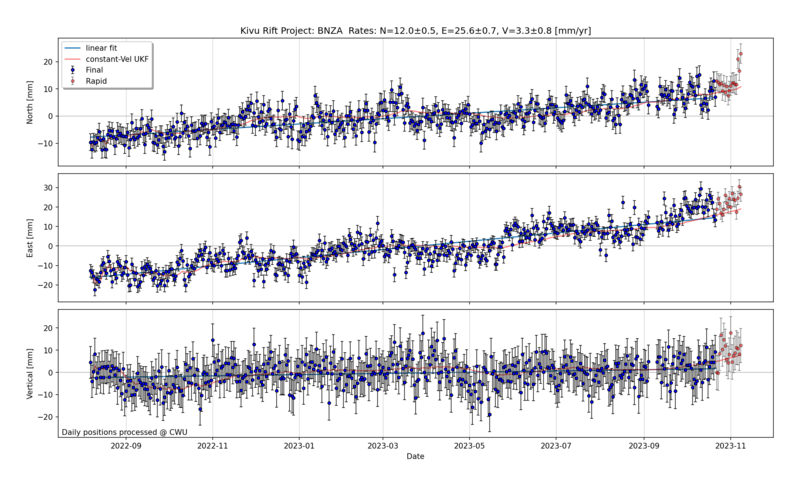 Kivu Rift Project: BNZA  Rates: N=12.0±0.5, E=25.6±0.7, V=3.3±0.8 [mm/yr]
linear fit
constant-Vel UKF
Final
Rapid
North [mm]
20
10
0
−10
East [mm]
30
20
10
0
−10
−20
Vertical [mm]
20
10
0
−10
−20
Daily positions processed @ CWU
2022-09
2022-11
2023-01
2023-03
2023-05
2023-07
2023-09
2023-11
Date